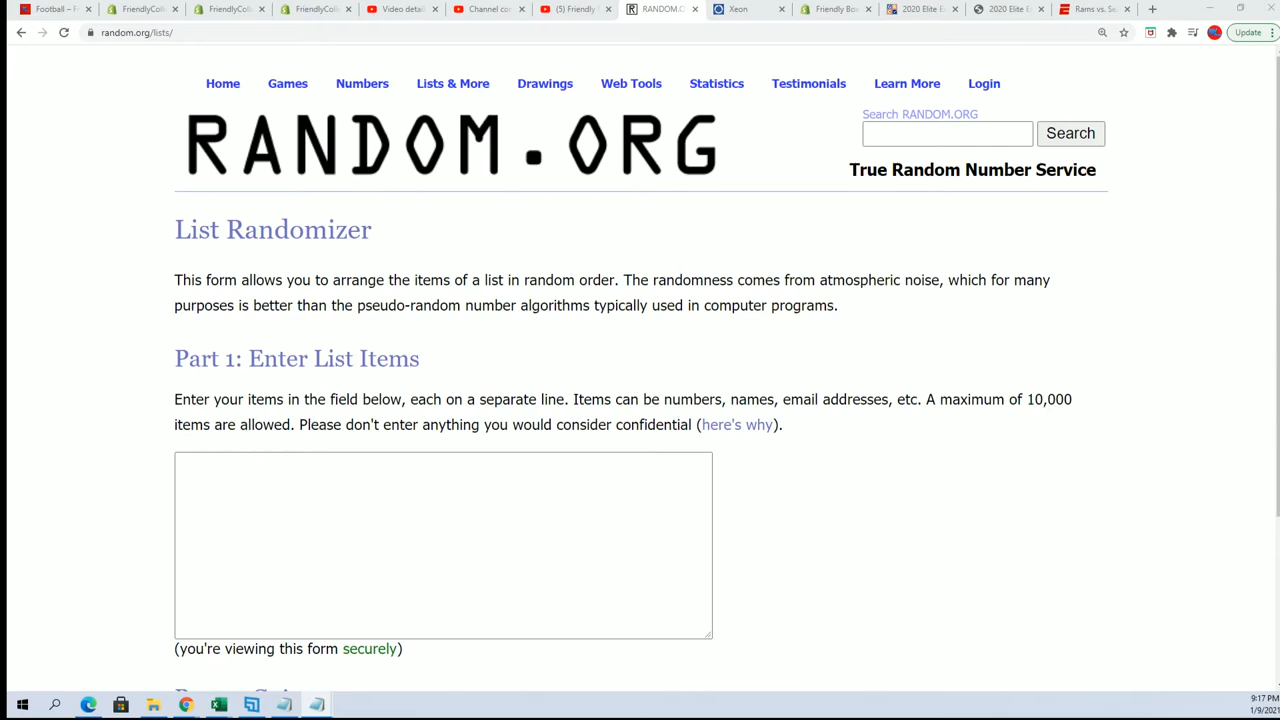 Football – F
FriendlyColl
FriendlyColl
FriendlyColl
Video detail
Channel con
(5) Friendly
RANDOM.O
Xeon
Friendly Box
2020 Elite E
2020 Elite E
Rams vs. Se
random.org/lists/
Update
Home Games Numbers Lists & More Drawings Web Tools Statistics Testimonials Learn More Login
RANDOM.ORG
Search RANDOM.ORG
Search
True Random Number Service
List Randomizer
This form allows you to arrange the items of a list in random order. The randomness comes from atmospheric noise, which for many
purposes is better than the pseudo-random number algorithms typically used in computer programs.
Part 1: Enter List Items
Enter your items in the field below, each on a separate line. Items can be numbers, names, email addresses, etc. A maximum of 10,000
items are allowed. Please don't enter anything you would consider confidential (here's why).
(you're viewing this form securely)
9:17 PM
1/9/2021